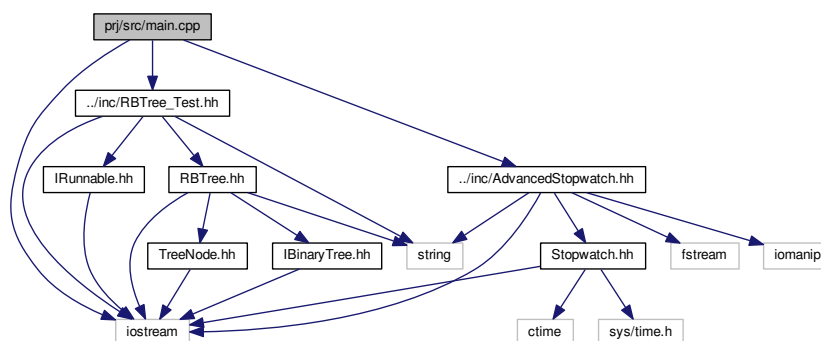 prj/src/main.cpp
../inc/RBTree_Test.hh
IRunnable.hh
RBTree.hh
../inc/AdvancedStopwatch.hh
TreeNode.hh
IBinaryTree.hh
string
Stopwatch.hh
fstream
iomanip
iostream
ctime
sys/time.h